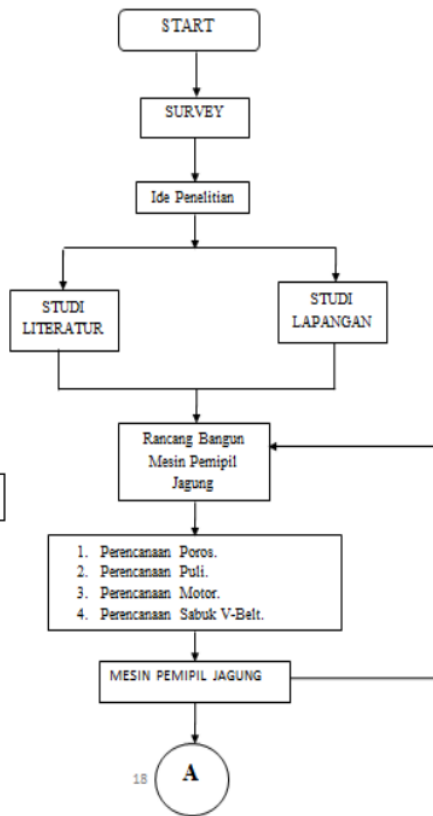 START
SURVEY
Ide Penelitian
STUDI
LITERATUR
STUDI
LAPANGAN
Rancang Bangun
Mesin Pemipil
Jagung
1. Perencanaan Poros.
2. Perencanaan Puli.
3. Perencanaan Motor.
4. Perencanaan Sabuk V-Belt.
MESIN PEMIPIL JAGUNG
18
A